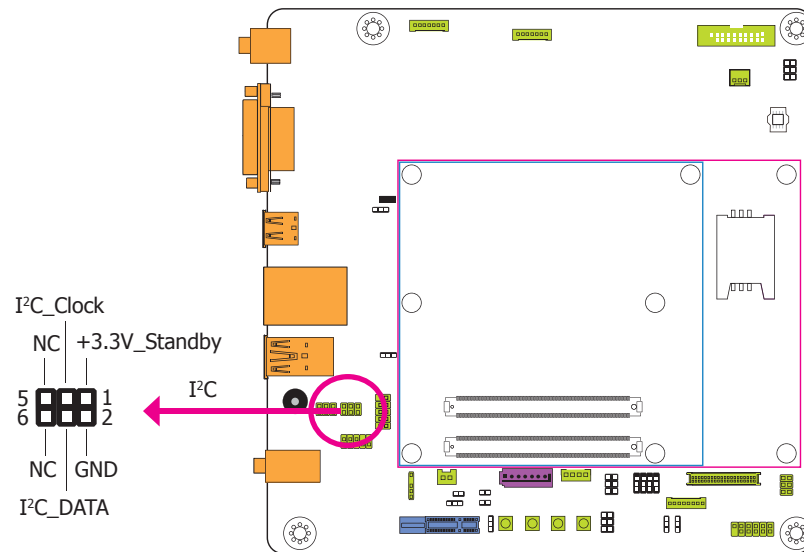 I²C_Clock
NC +3.3V_Standby
I²C
5 1
6 2
NC GND
I²C_DATA